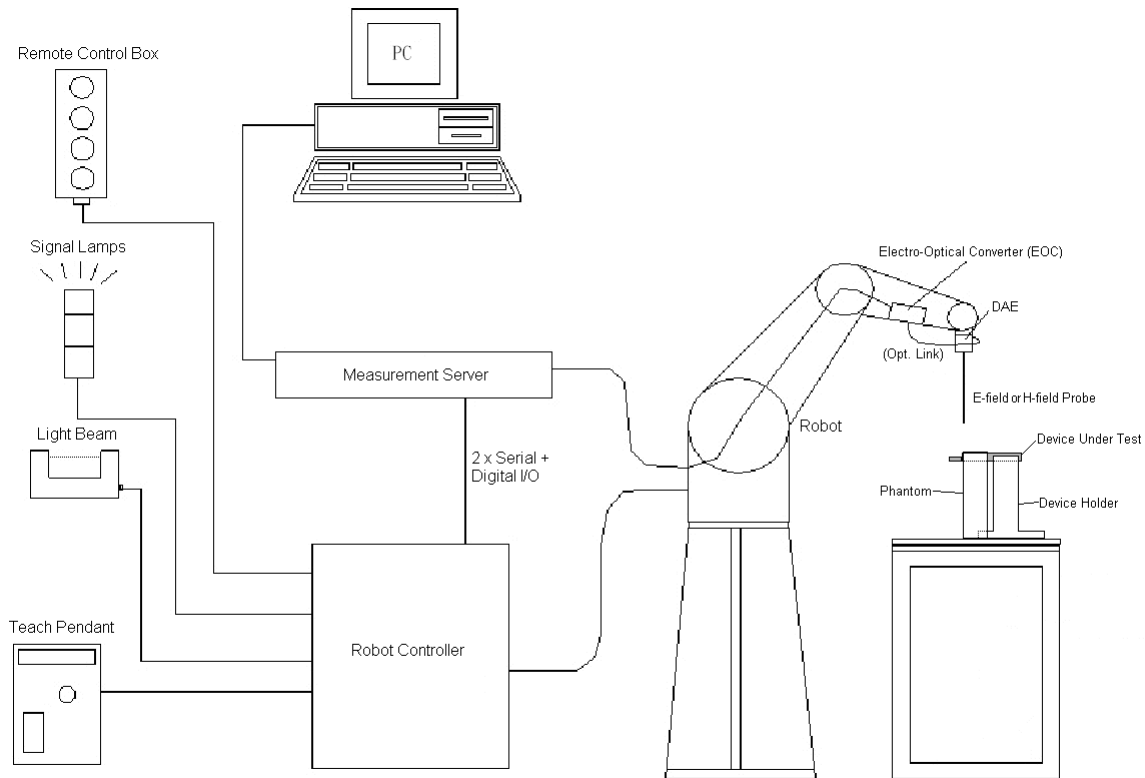 Remote Control Box
PC
Signal Lamps
Electro-Optical Converter (EOC)
DAE
(Opt. Link)
Measurement Server
E-field or H-field Probe
Light Beam
Robot
2 x Serial +
Digital I/O
Device Under Test
Phantom
Device Holder
Teach Pendant
Robot Controller